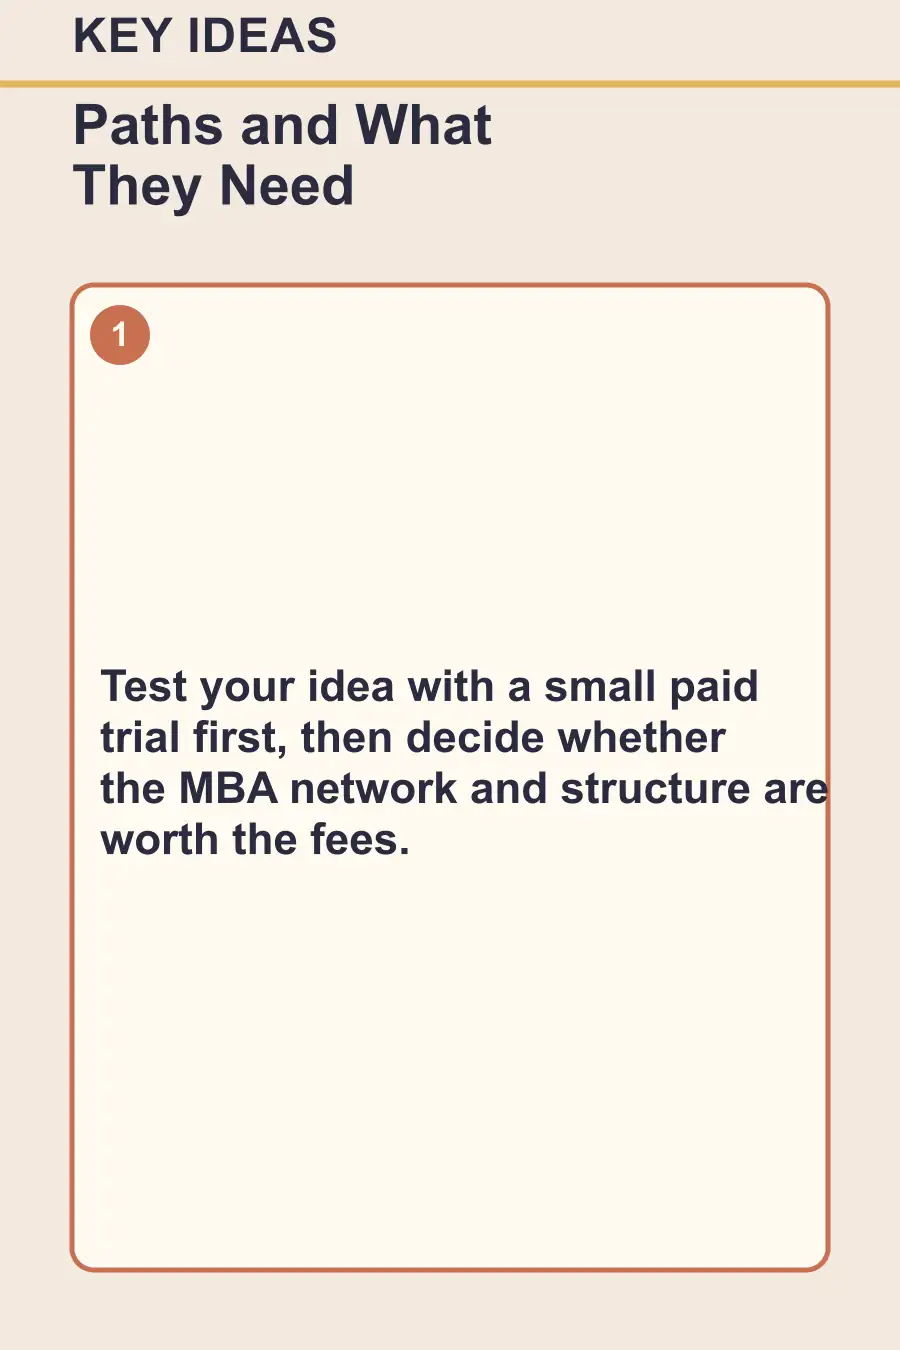 KEY IDEAS
Paths and What
They Need
1
Test your idea with a small paid
trial first, then decide whether
the MBA network and structure are
worth the fees.